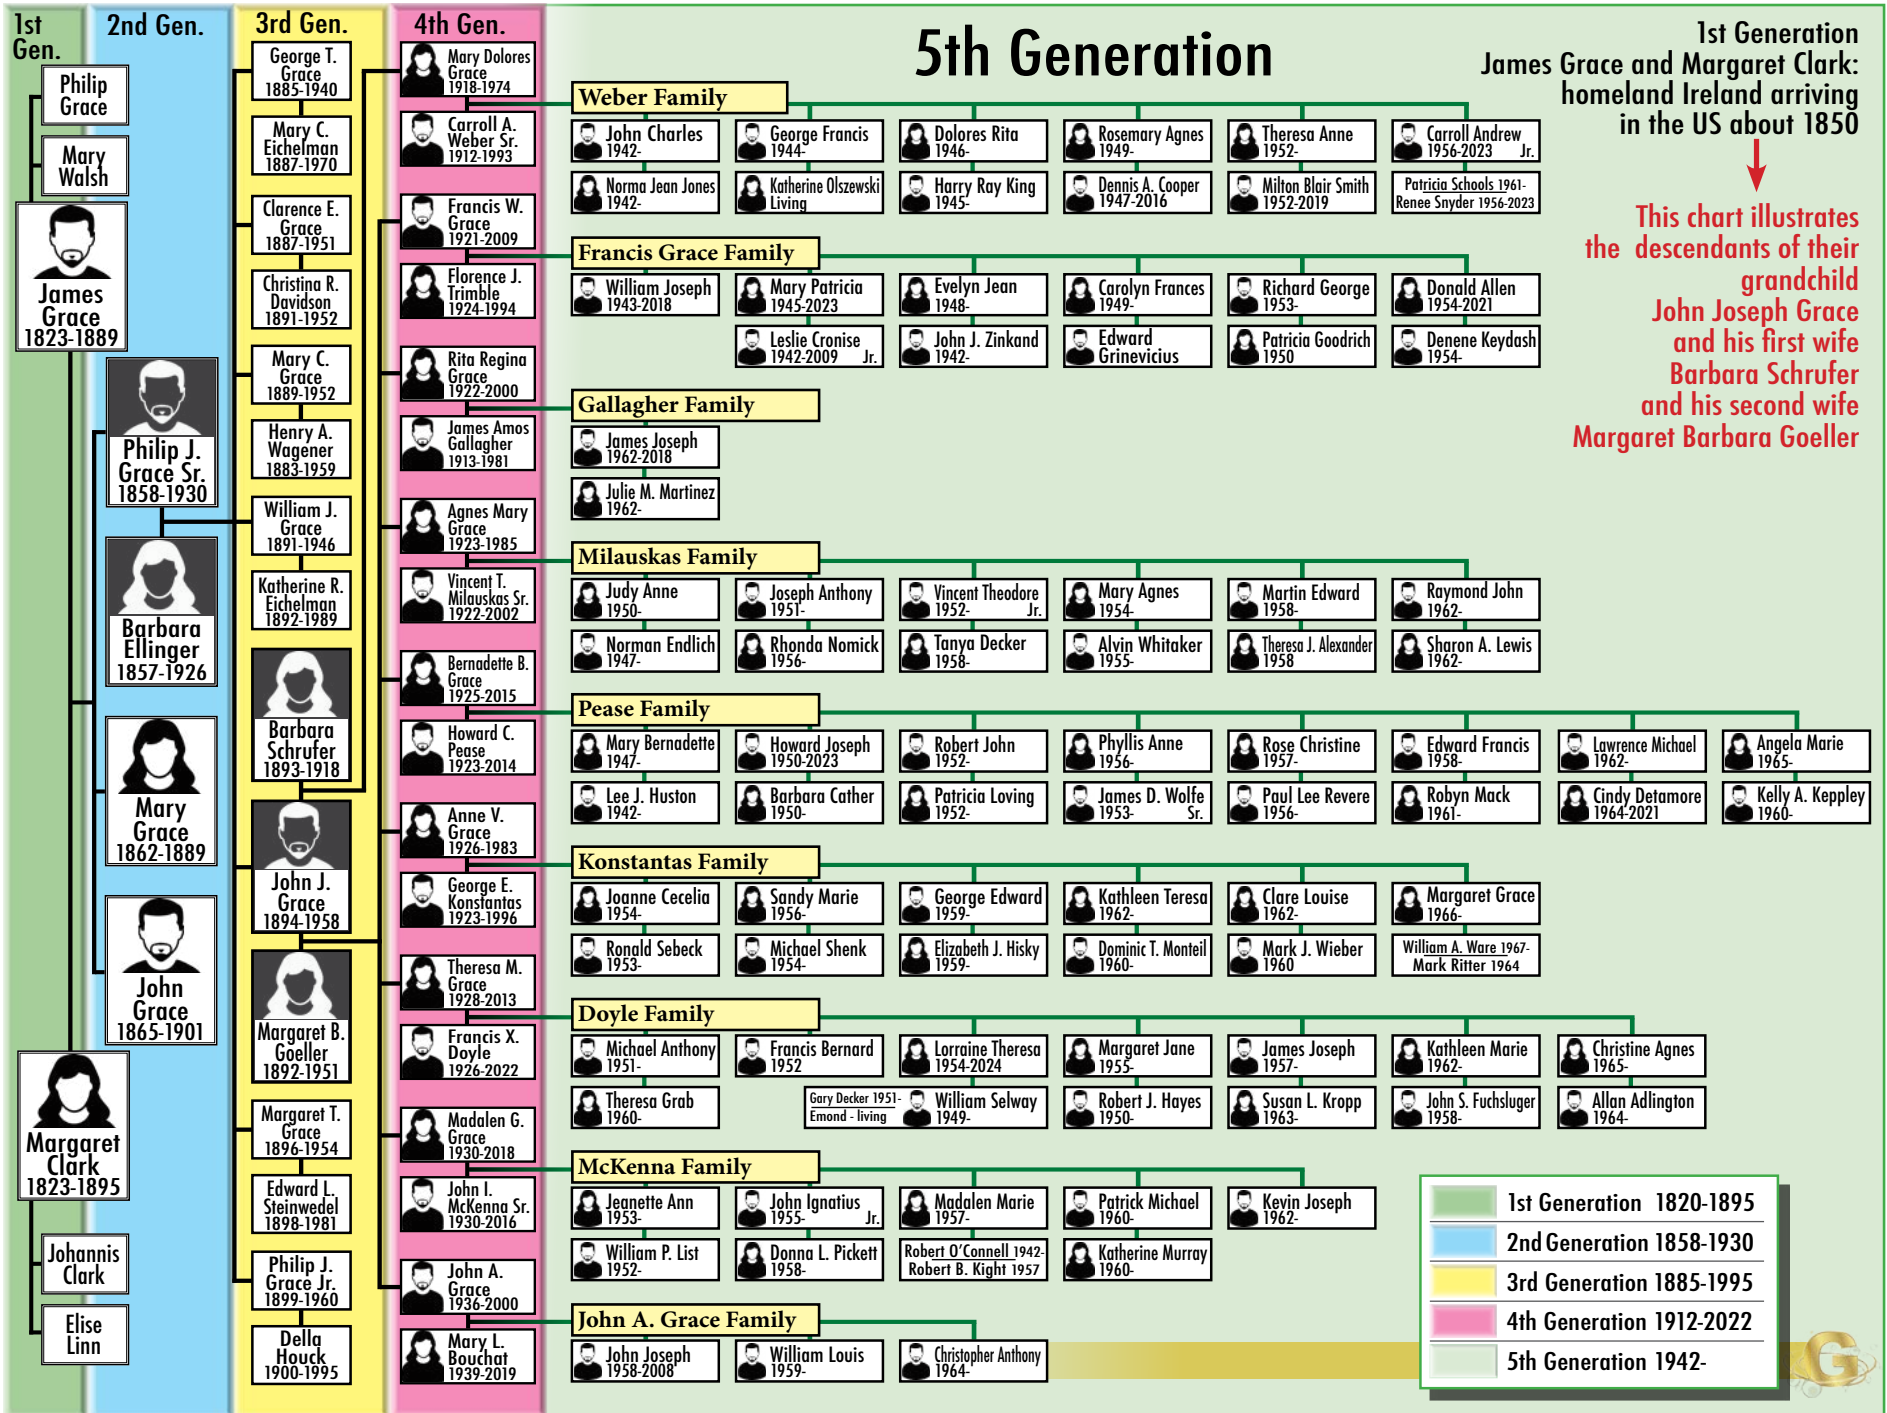 1st
Gen.
Philip
Grace
Mary
Walsh
James
Grace
1823-1889
Margaret
Clark
1823-1895
Johannis
Clark
Elise
Linn
2nd Gen.
Philip J.
Grace Sr.
1858-1930
Barbara
Ellinger
1857-1926
Mary
Grace
1862-1889
John
Grace
1865-1901
3rd Gen.
George T.
Grace
1885-1940
Mary C.
Eichelman
1887-1970
Clarence E.
Grace
1887-1951
Christina R.
Davidson
1891-1952
Mary C.
Grace
1889-1952
Henry A.
Wagener
1883-1959
William J.
Grace
1891-1946
Katherine R.
Eichelman
1892-1989
Barbara
Schrufer
1893-1918
John J.
Grace
1894-1958
Margaret B.
Goeller
1892-1951
Margaret T.
Grace
1896-1954
Edward L.
Steinwedel
1898-1981
Philip J.
Grace Jr.
1899-1960
Della
Houck
1900-1995
4th Gen.
Mary Dolores
Grace
1918-1974
Carroll A.
Weber Sr.
1912-1993
Francis W.
Grace
1921-2009
Florence J.
Trimble
1924-1994
Rita Regina
Grace
1922-2000
James Amos
Gallagher
1913-1981
Agnes Mary
Grace
1923-1985
Vincent T.
Milauskas Sr.
1922-2002
Bernadette B.
Grace
1925-2015
Howard C.
Pease
1923-2014
Anne V.
Grace
1926-1983
George E.
Konstantas
1923-1996
Theresa M.
Grace
1928-2013
Francis X.
Doyle
1926-2022
Madalen G.
Grace
1930-2018
John I.
McKenna Sr.
1930-2016
John A.
Grace
1936-2000
Mary L.
Bouchat
1939-2019
5th Generation
Weber Family
John Charles
1942-
Norma Jean Jones
1942-
George Francis
1944-
Katherine Olszewski
Living
Dolores Rita
1946-
Harry Ray King
1945-
Rosemary Agnes
1949-
Dennis A. Cooper
1947-2016
Theresa Anne
1952-
Milton Blair Smith
1952-2019
Carroll Andrew
1956-2023 Jr.
Patricia Schools 1961-
Renee Snyder 1956-2023
Francis Grace Family
William Joseph
1943-2018
Mary Patricia
1945-2023
Leslie Cronise
1942-2009 Jr.
Evelyn Jean
1948-
John J. Zinkand
1942-
Carolyn Frances
1949-
Edward
Grinevicius
Richard George
1953-
Patricia Goodrich
1950
Donald Allen
1954-2021
Denene Keydash
1954-
Gallagher Family
James Joseph
1962-2018
Julie M. Martinez
1962-
Milauskas Family
Judy Anne
1950-
Norman Endlich
1947-
Joseph Anthony
1951-
Rhonda Nomick
1956-
Vincent Theodore
1952- Jr.
Tanya Decker
1958-
Mary Agnes
1954-
Alvin Whitaker
1955-
Martin Edward
1958-
Theresa J. Alexander
1958
Raymond John
1962-
Sharon A. Lewis
1962-
Pease Family
Mary Bernadette
1947-
Lee J. Huston
1942-
Howard Joseph
1950-2023
Barbara Cather
1950-
Robert John
1952-
Patricia Loving
1952-
Phyllis Anne
1956-
James D. Wolfe
1953- Sr.
Rose Christine
1957-
Paul Lee Revere
1956-
Edward Francis
1958-
Robyn Mack
1961-
Lawrence Michael
1962-
Cindy Detamore
1964-2021
Angela Marie
1965-
Kelly A. Keppley
1960-
Konstantas Family
Joanne Cecelia
1954-
Ronald Sebeck
1953-
Sandy Marie
1956-
Michael Shenk
1954-
George Edward
1959-
Elizabeth J. Hisky
1959-
Kathleen Teresa
1962-
Dominic T. Monteil
1960-
Clare Louise
1962-
Mark J. Wieber
1960
Margaret Grace
1966-
William A. Ware 1967-
Mark Ritter 1964
Doyle Family
Michael Anthony
1951-
Theresa Grab
1960-
Francis Bernard
1952
Lorraine Theresa
1954-2024
Gary Decker 1951-
Emond - living
William Selway
1949-
Margaret Jane
1955-
Robert J. Hayes
1950-
James Joseph
1957-
Susan L. Kropp
1963-
Kathleen Marie
1962-
John S. Fuchsluger
1958-
Christine Agnes
1965-
Allan Adlington
1964-
McKenna Family
Jeanette Ann
1953-
William P. List
1952-
John Ignatius
1955- Jr.
Donna L. Pickett
1958-
Madalen Marie
1957-
Robert O'Connell 1942-
Robert B. Kight 1957
Patrick Michael
1960-
Katherine Murray
1960-
Kevin Joseph
1962-
John A. Grace Family
John Joseph
1958-2008
William Louis
1959-
Christopher Anthony
1964-
1st Generation
James Grace and Margaret Clark:
homeland Ireland arriving
in the US about 1850
This chart illustrates
the descendants of their
grandchild
John Joseph Grace
and his first wife
Barbara Schrufer
and his second wife
Margaret Barbara Goeller
1st Generation 1820-1895
2nd Generation 1858-1930
3rd Generation 1885-1995
4th Generation 1912-2022
5th Generation 1942-
G